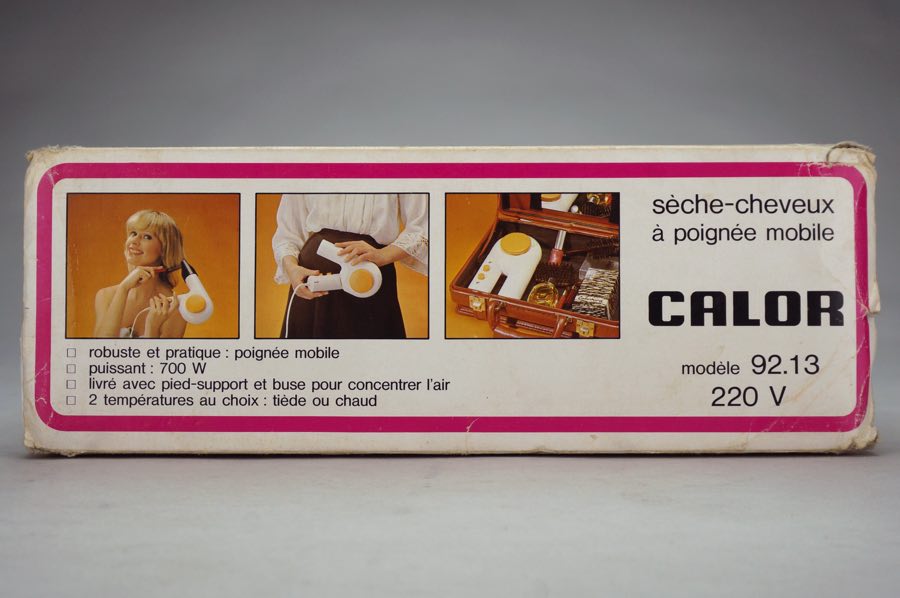 sèche-cheveux
à poignée mobile
CALOR
modèle 92.13
220 V
□ robuste et pratique : poignée mobile
□ puissant : 700 W
□ livré avec pied-support et buse pour concentrer l'air
□ 2 températures au choix : tiède ou chaud